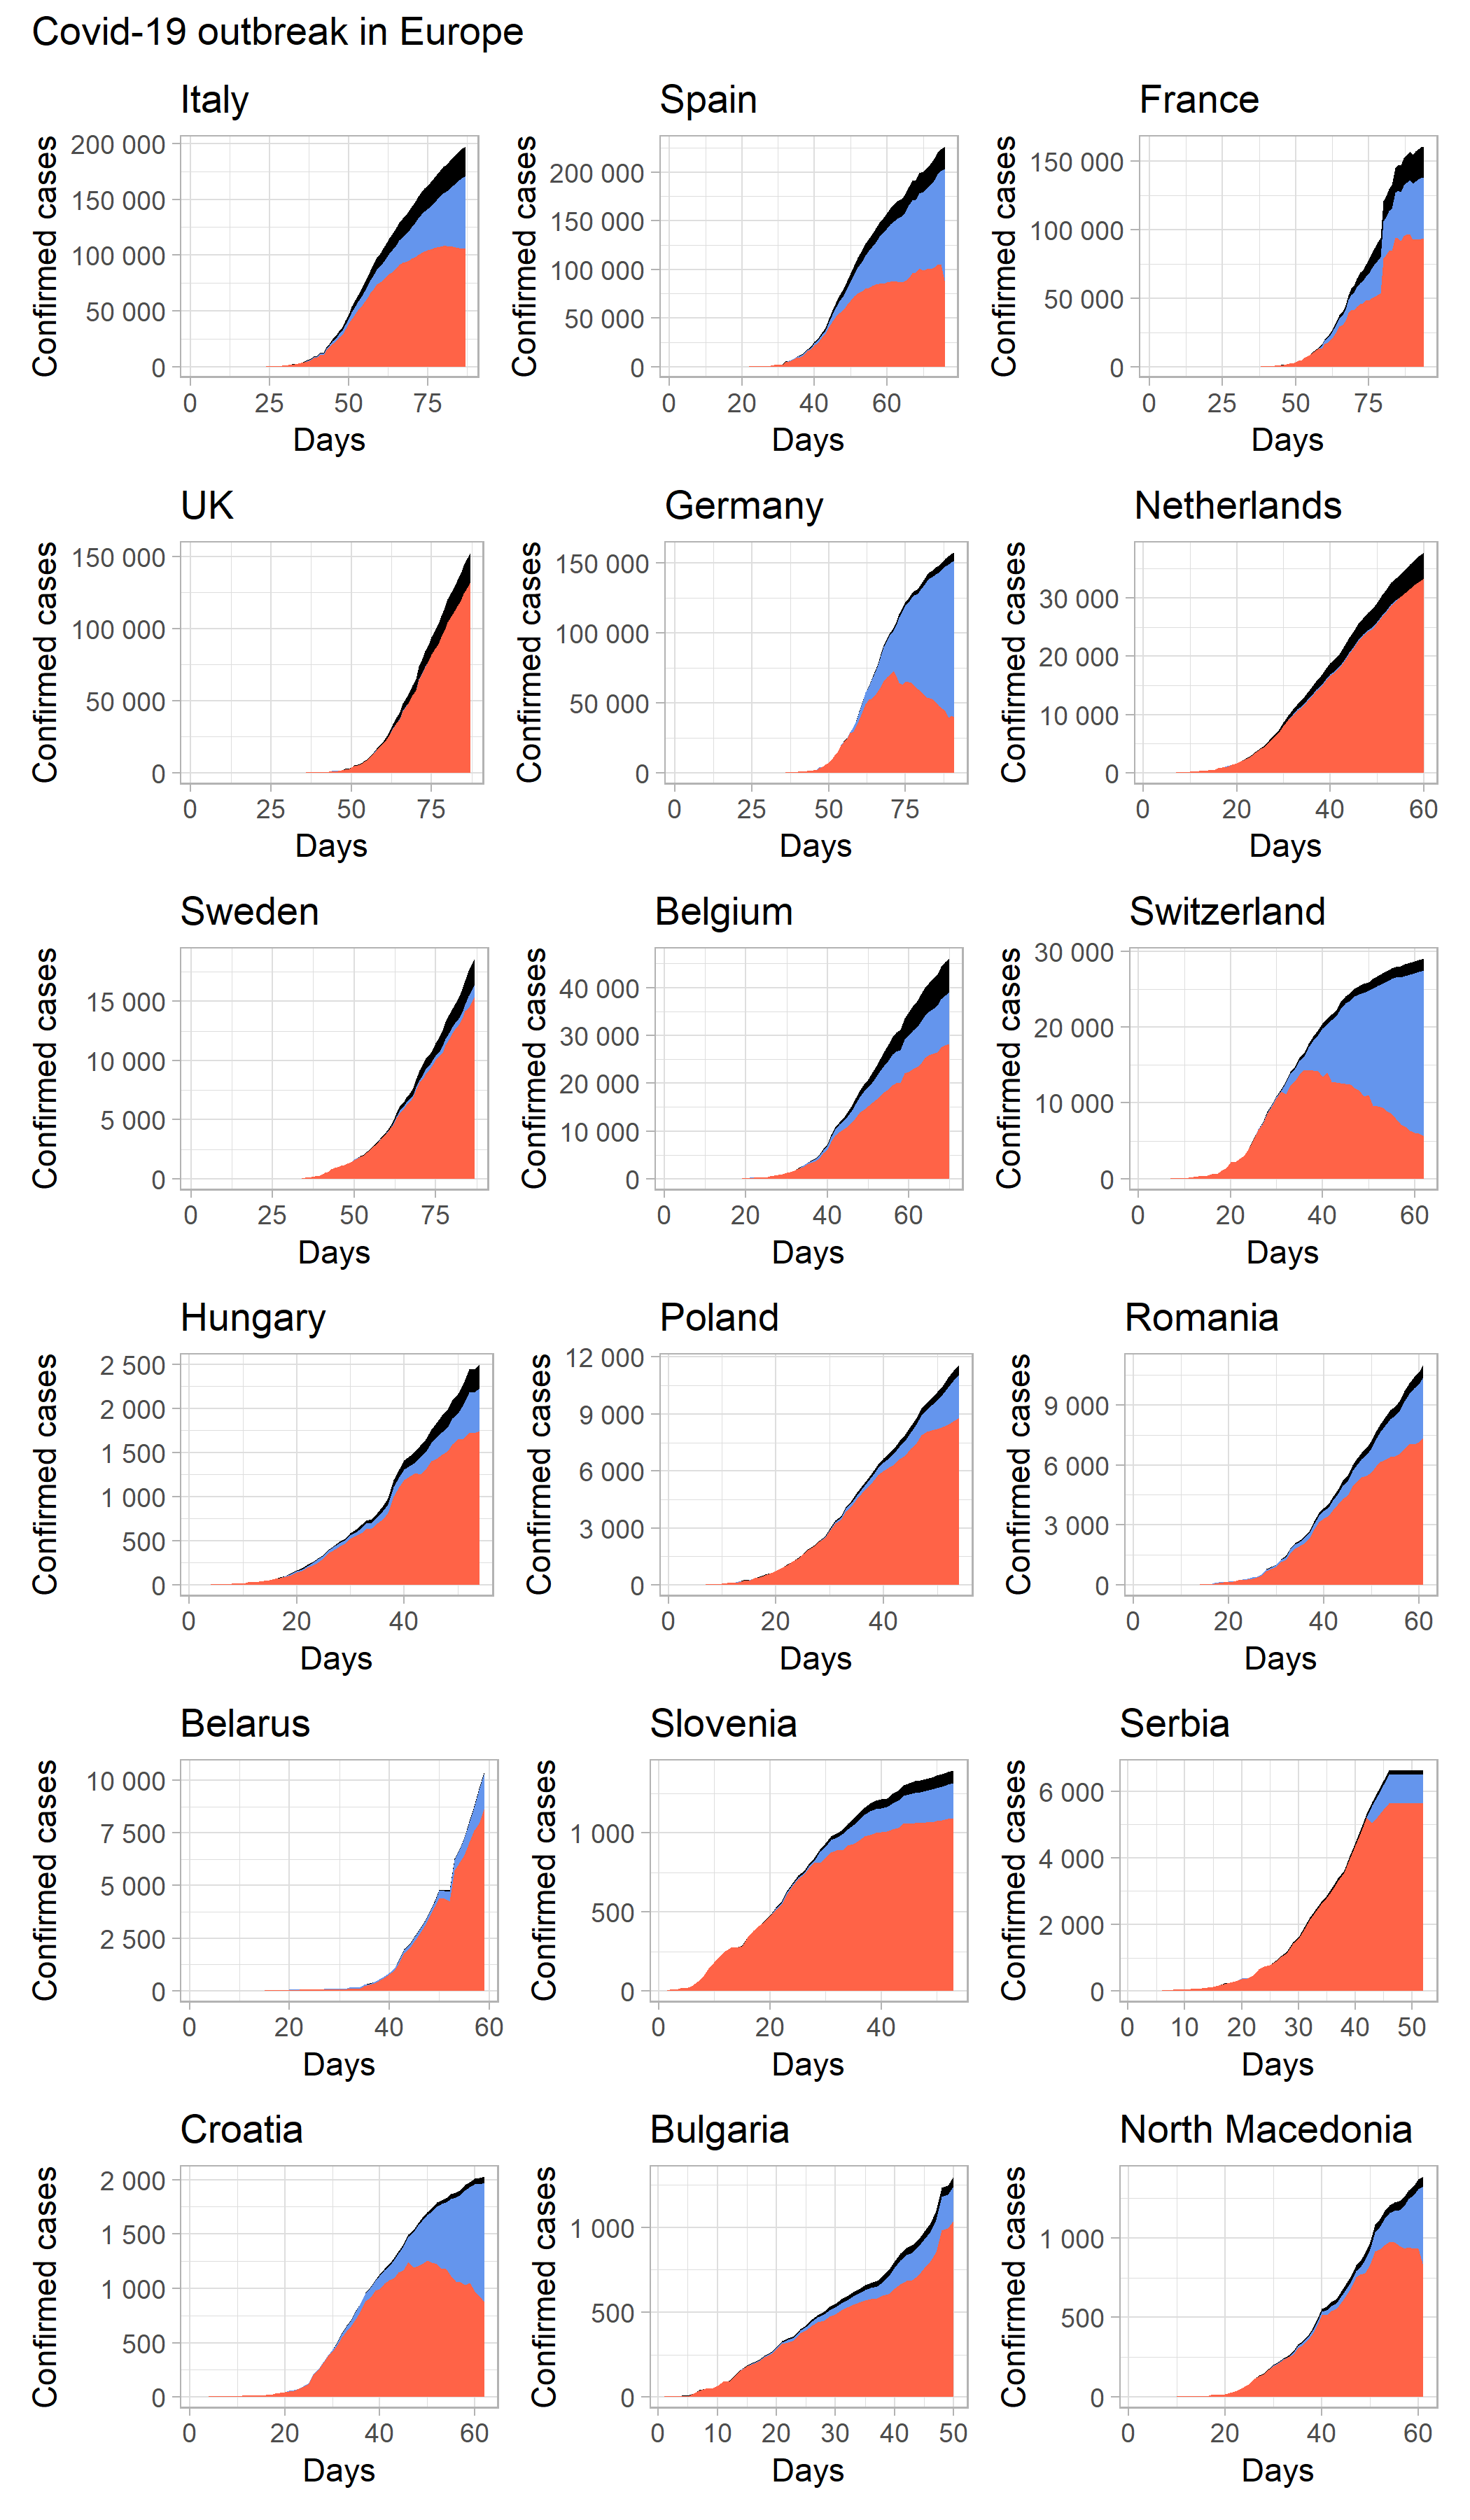 Covid-19 outbreak in Europe
Italy
Confirmed cases
200 000
150 000
100 000
50 000
0
0 25 50 75
Days
Spain
Confirmed cases
200 000
150 000
100 000
50 000
0
0 20 40 60
Days
France
Confirmed cases
150 000
100 000
50 000
0
0 25 50 75
Days
UK
Confirmed cases
150 000
100 000
50 000
0
0 25 50 75
Days
Germany
Confirmed cases
150 000
100 000
50 000
0
0 25 50 75
Days
Netherlands
Confirmed cases
30 000
20 000
10 000
0
0 20 40 60
Days
Sweden
Confirmed cases
15 000
10 000
5 000
0
0 25 50 75
Days
Belgium
Confirmed cases
40 000
30 000
20 000
10 000
0
0 20 40 60
Days
Switzerland
Confirmed cases
30 000
20 000
10 000
0
0 20 40 60
Days
Hungary
Confirmed cases
2 500
2 000
1 500
1 000
500
0
0 20 40
Days
Poland
Confirmed cases
12 000
9 000
6 000
3 000
0
0 20 40
Days
Romania
Confirmed cases
9 000
6 000
3 000
0
0 20 40 60
Days
Belarus
Confirmed cases
10 000
7 500
5 000
2 500
0
0 20 40 60
Days
Slovenia
Confirmed cases
1 000
500
0
0 20 40
Days
Serbia
Confirmed cases
6 000
4 000
2 000
0
0 10 20 30 40 50
Days
Croatia
Confirmed cases
2 000
1 500
1 000
500
0
0 20 40 60
Days
Bulgaria
Confirmed cases
1 000
500
0
0 10 20 30 40 50
Days
North Macedonia
Confirmed cases
1 000
500
0
0 20 40 60
Days